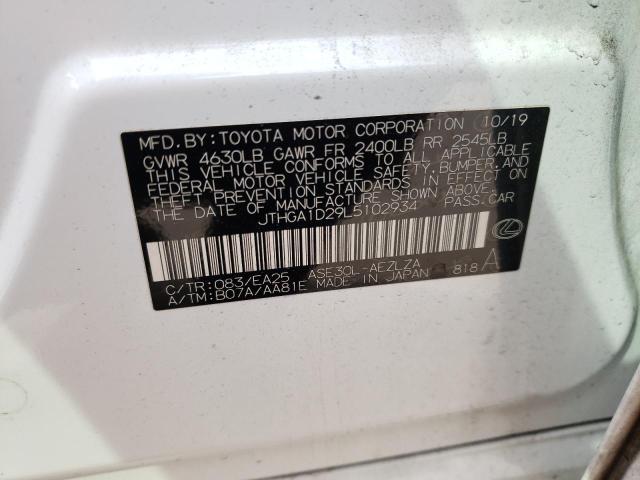 MFD.BY:TOYOTA MOTOR CORPORATION (10/19
GVWR 4630LB GAWR FR 2400LB RR 2545LB
THIS VEHICLE CONFORMS TO ALL APPLICABLE
FEDERAL MOTOR VEHICLE SAFETY,BUMPER,AND
THEFT PREVENTION STANDARDS IN EFFECT ON
THE DATE OF MANUFACTURE SHOWN ABOVE.
JTHGA1D29L5102934 PASS.CAR
C/TR:083/EA25 ASE30L-AEZLZA
A/TM:B07A/AA81E MADE IN JAPAN 818 A